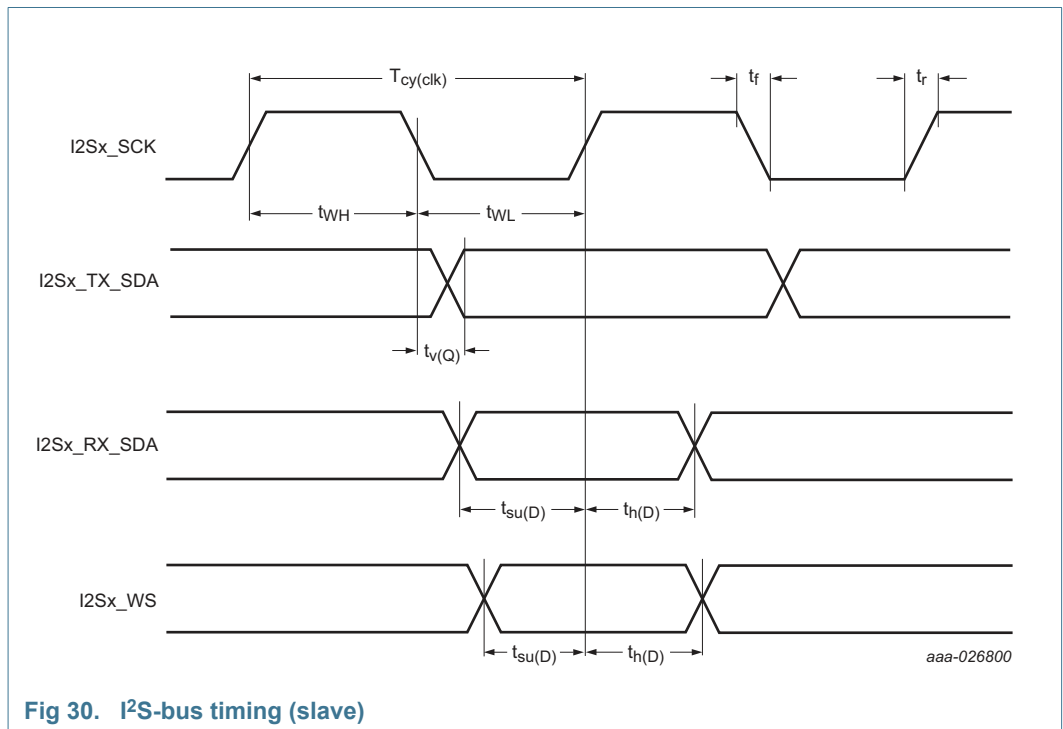 Tcy(clk)
tf
tr
I2Sx_SCK
tWH
tWL
I2Sx_TX_SDA
tv(Q)
I2Sx_RX_SDA
tsu(D)
th(D)
I2Sx_WS
tsu(D)
th(D)
aaa-026800
Fig 30. I²S-bus timing (slave)